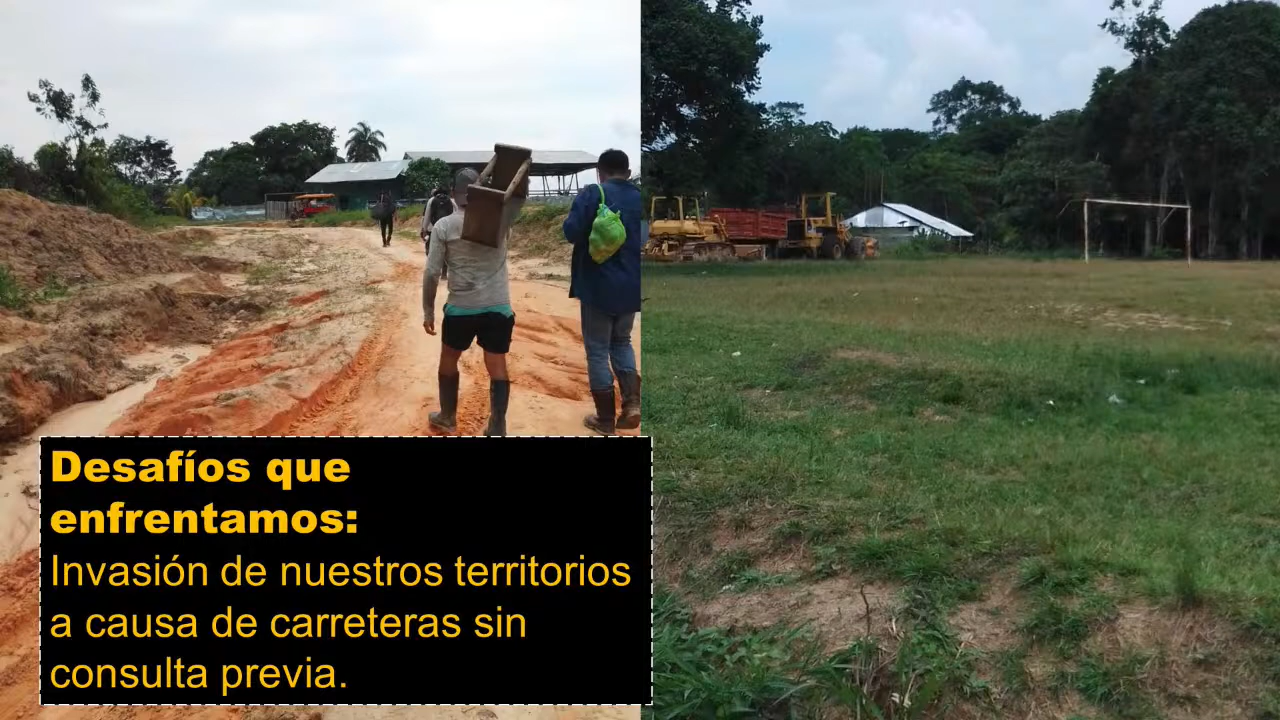 Desafíos que
enfrentamos:
Invasión de nuestros territorios
a causa de carreteras sin
consulta previa.